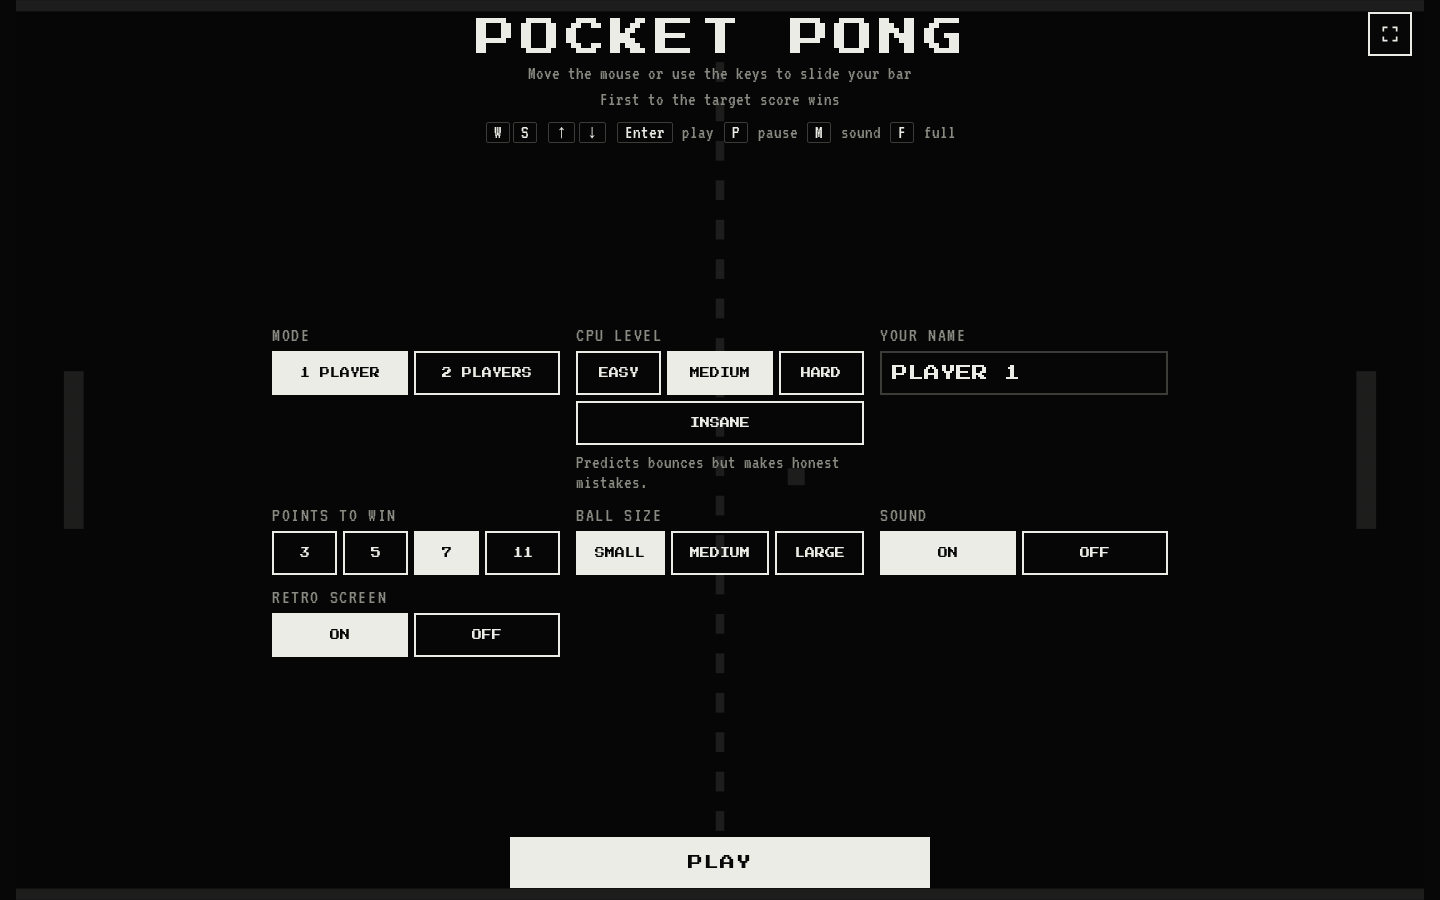 POCKET PONG
Move the mouse or use the keys to slide your bar
First to the target score wins
W S ↑ ↓ Enter play P pause M sound F full
MODE
1 PLAYER 2 PLAYERS
CPU LEVEL
EASY MEDIUM HARD
INSANE
Predicts bounces but makes honest
mistakes.
YOUR NAME
PLAYER 1
POINTS TO WIN
3 5 7 11
BALL SIZE
SMALL MEDIUM LARGE
SOUND
ON OFF
RETRO SCREEN
ON OFF
PLAY